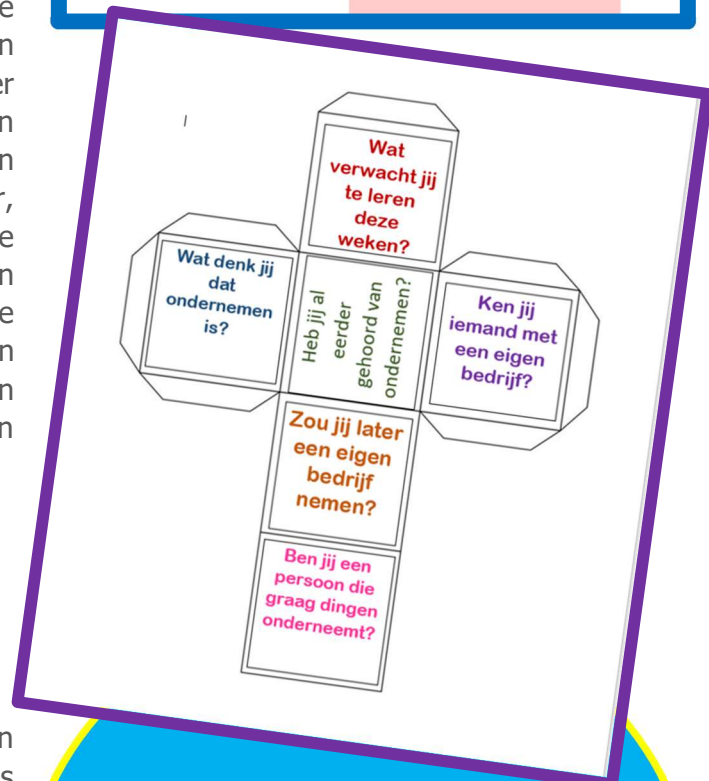 e
n
er
n
n
r,
e
n
e
n
n
n
Wat
verwacht jij
te leren
deze
weken?
Wat denk jij
dat
ondernemen
is?
Heb jij al
eerder
gehoord van
ondernemen?
Ken jij
iemand met
een eigen
bedrijf?
Zou jij later
een eigen
bedrijf
nemen?
Ben jij een
persoon die
graag dingen
onderneemt?
n
s